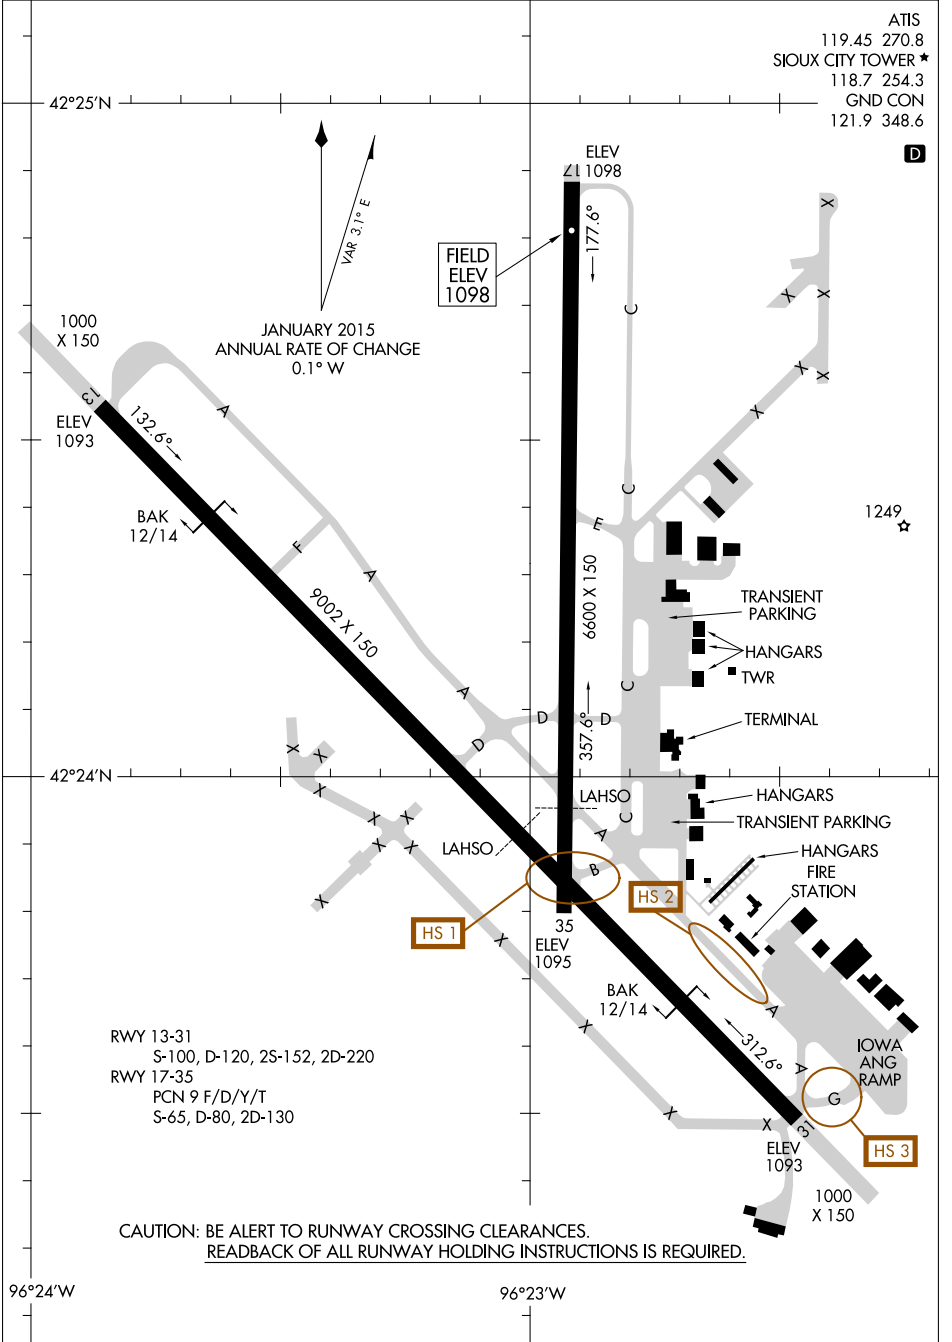 ATIS
119.45 270.8
SIOUX CITY TOWER ★
118.7 254.3
GND CON
121.9 348.6
D
42°25'N
ELEV
1098
17
177.6°
VAR 3.1° E
FIELD
ELEV
1098
JANUARY 2015
ANNUAL RATE OF CHANGE
0.1° W
X
X
X
X
X
X
X
C
1000
X 150
13
ELEV
1093
132.6°
A
BAK
12/14
F
A
9002 X 150
C
E
6600 X 150
1249
TRANSIENT
PARKING
HANGARS
TWR
C
A
D
D
D
357.6°
TERMINAL
42°24'N
X
X
X
X
X
X
X
X
LAHSO
LAHSO
C
A
B
HANGARS
TRANSIENT PARKING
HANGARS
FIRE
STATION
HS 1
HS 2
35
ELEV
1095
X
BAK
12/14
A
312.6°
X
A
IOWA
ANG
RAMP
G
HS 3
X
X
31
ELEV
1093
1000
X 150
RWY 13-31
S-100, D-120, 2S-152, 2D-220
RWY 17-35
PCN 9 F/D/Y/T
S-65, D-80, 2D-130
CAUTION: BE ALERT TO RUNWAY CROSSING CLEARANCES.
READBACK OF ALL RUNWAY HOLDING INSTRUCTIONS IS REQUIRED.
96°24'W
96°23'W